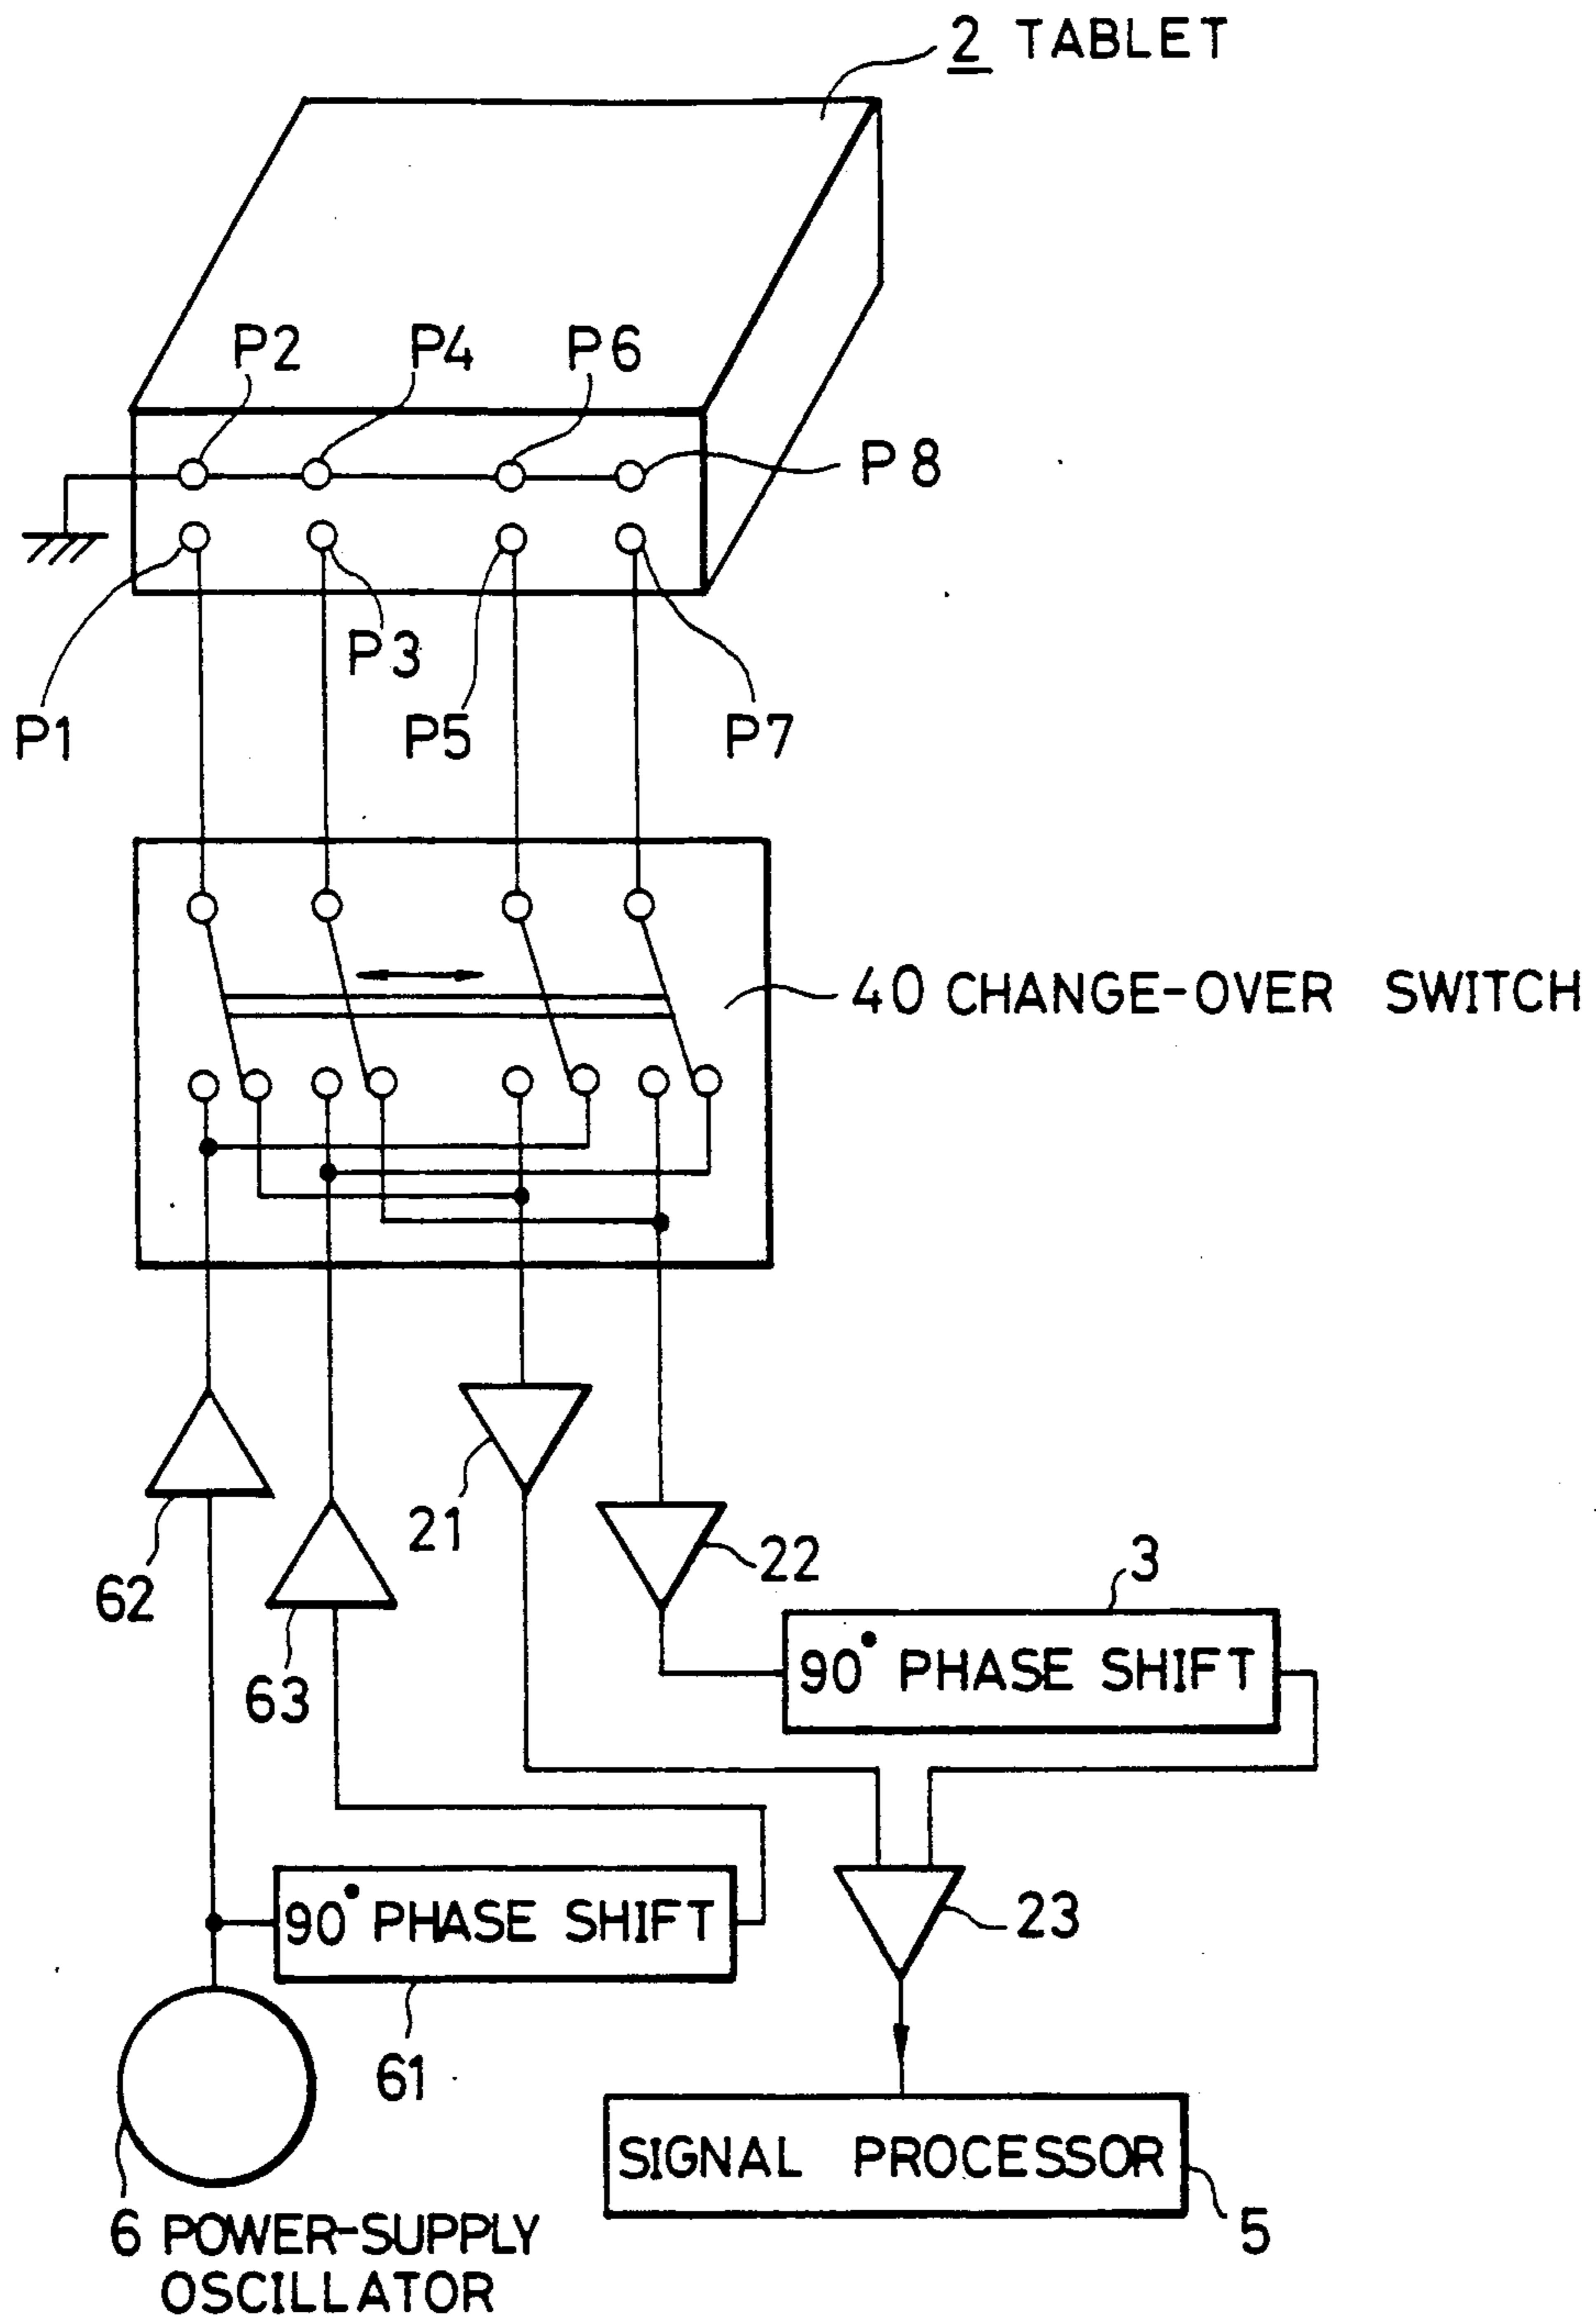 2 TABLET
P2 P4 P6
P8
P3
P1 P5 P7
40 CHANGE-OVER SWITCH
21
22
3
62
90° PHASE SHIFT
63
90° PHASE SHIFT
23
61
SIGNAL PROCESSOR
6 POWER-SUPPLY
OSCILLATOR
5